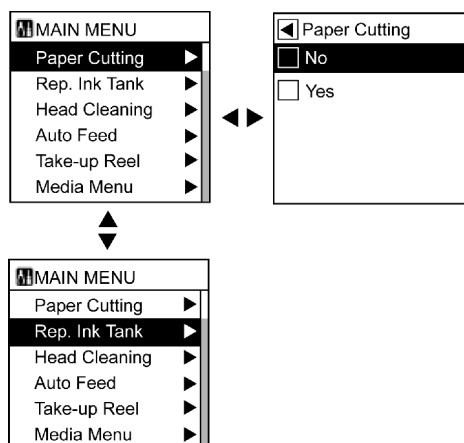 MAIN MENU
Paper Cutting
Rep. Ink Tank
Head Cleaning
Auto Feed
Take-up Reel
Media Menu
Paper Cutting
No
Yes
MAIN MENU
Paper Cutting
Rep. Ink Tank
Head Cleaning
Auto Feed
Take-up Reel
Media Menu